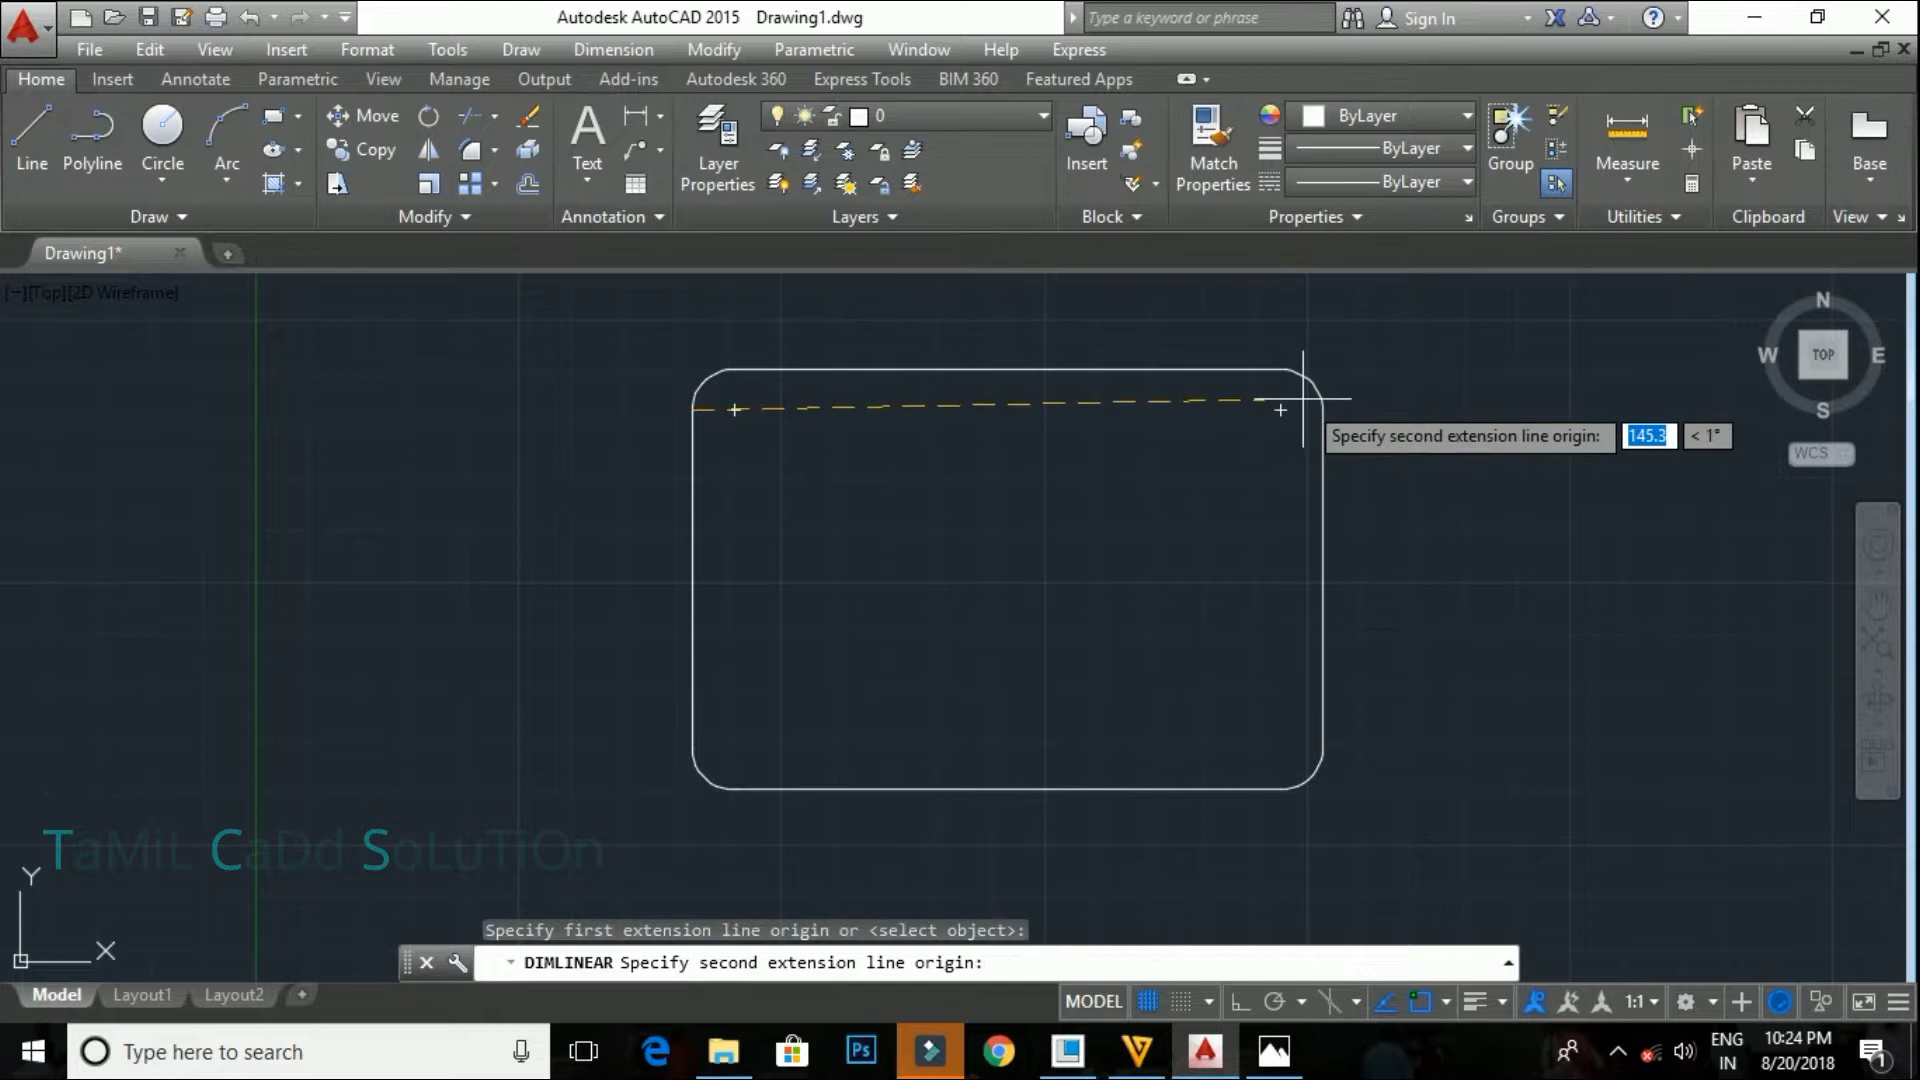 Autodesk AutoCAD 2015 Drawing1.dwg
Type a keyword or phrase
Sign In
File Edit View Insert Format Tools Draw Dimension Modify Parametric Window Help Express
Home Insert Annotate Parametric View Manage Output Add-ins Autodesk 360 Express Tools BIM 360 Featured Apps
Line Polyline Circle Arc
Move
Copy
Text
Layer Properties
0
Insert
Match Properties
ByLayer
ByLayer
ByLayer
Group
Measure
Paste
Base
Draw Modify Annotation Layers Block Properties Groups Utilities Clipboard View
Drawing1*
[−][Top][2D Wireframe]
N
W TOP E
S
WCS
Specify second extension line origin: 145.3 < 1°
TaMiL CaDd SoLuTiOn
Y
X
Specify first extension line origin or <select object>:
DIMLINEAR Specify second extension line origin:
Model Layout1 Layout2
MODEL 1:1
Type here to search
Ps
ENG
IN
10:24 PM
8/20/2018
1